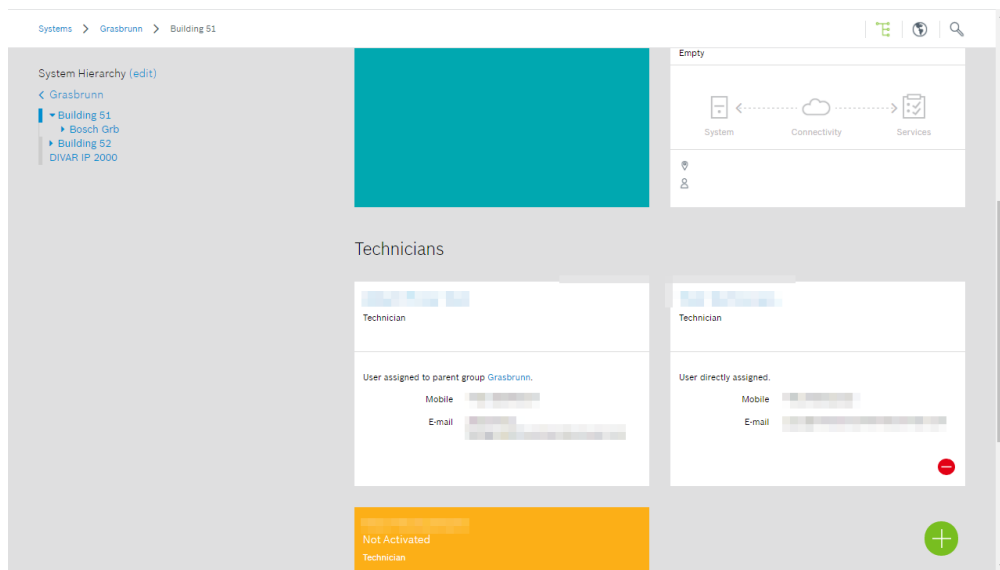 Systems > Grasbrunn > Building 51
System Hierarchy (edit)
Grasbrunn
Building 51
Bosch Grb
Building 52
DIVAR IP 2000
Empty
System
Connectivity
Services
Technicians
Technician
User assigned to parent group Grasbrunn.
Mobile
E-mail
Technician
User directly assigned.
Mobile
E-mail
Not Activated
Technician